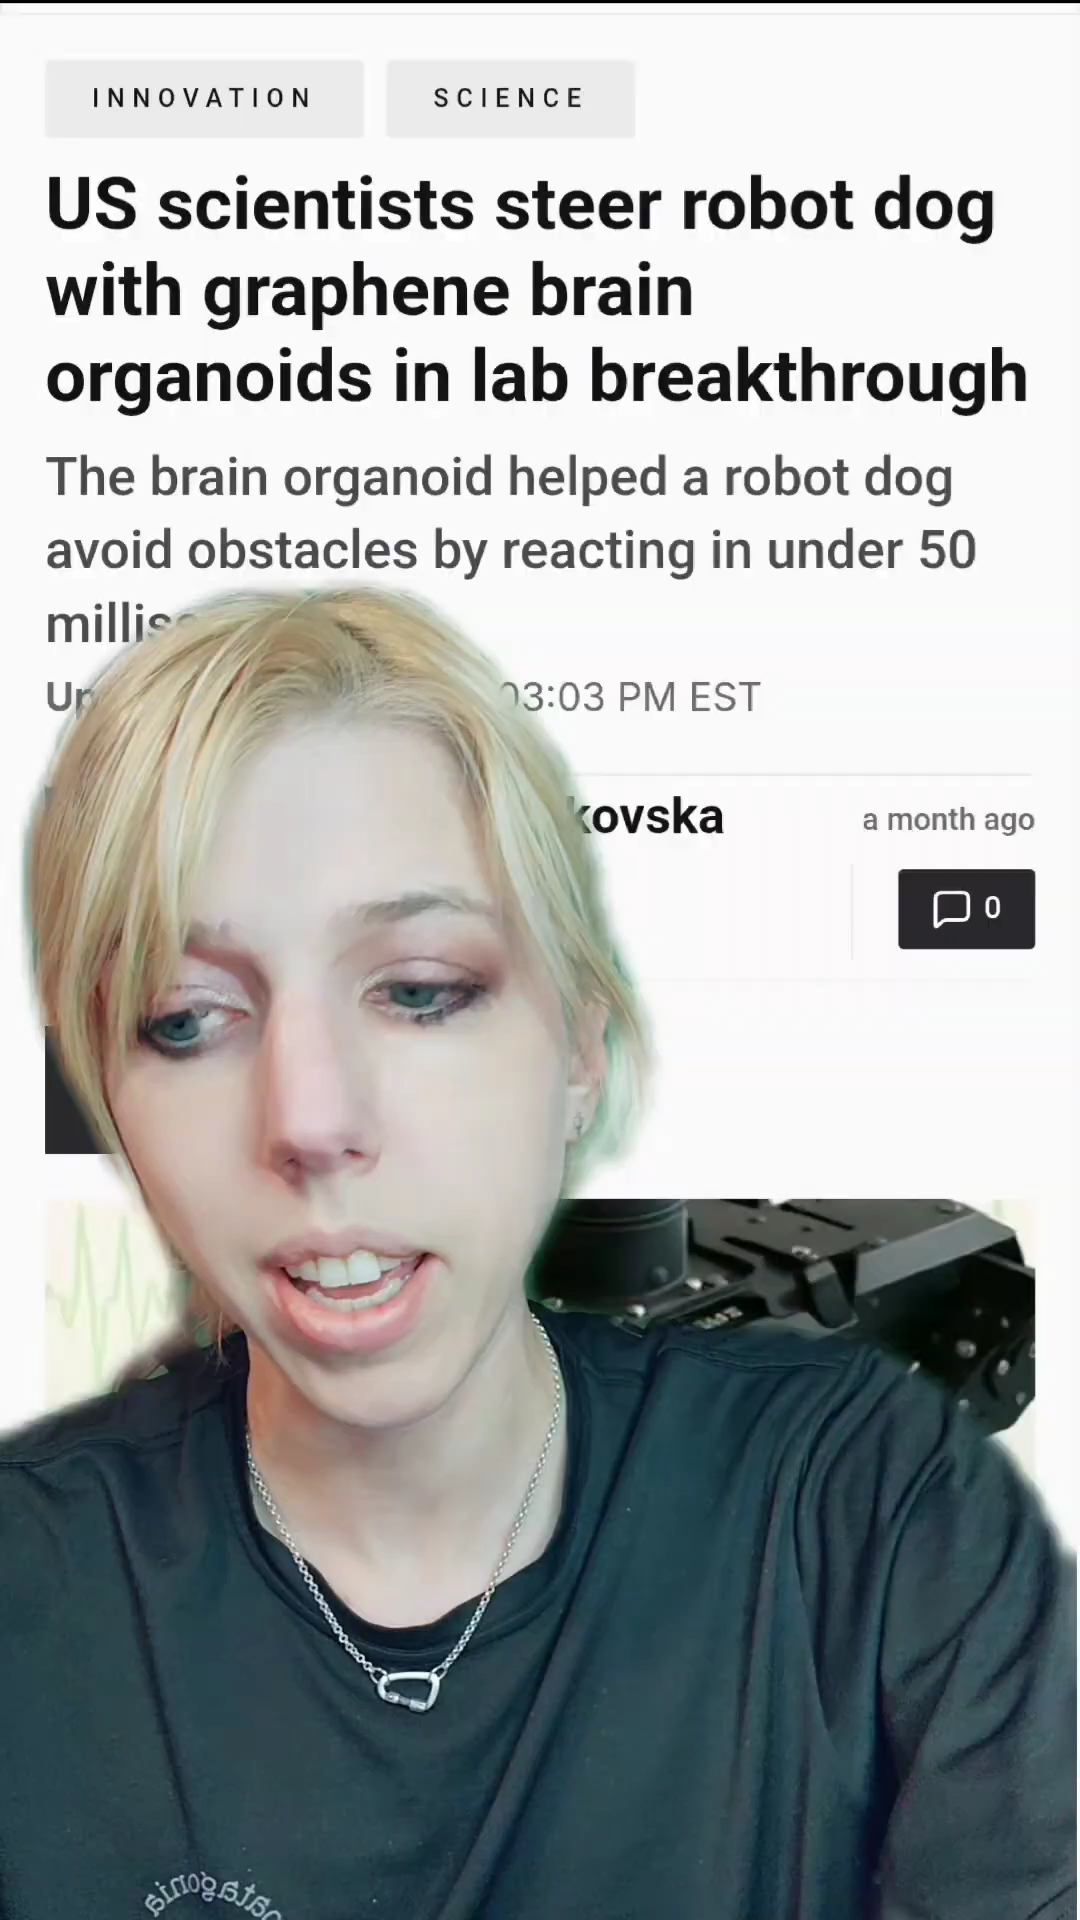 INNOVATION SCIENCE
US scientists steer robot dog
with graphene brain
organoids in lab breakthrough
The brain organoid helped a robot dog
avoid obstacles by reacting in under 50
03:03 PM EST
a month ago
0
patagonia